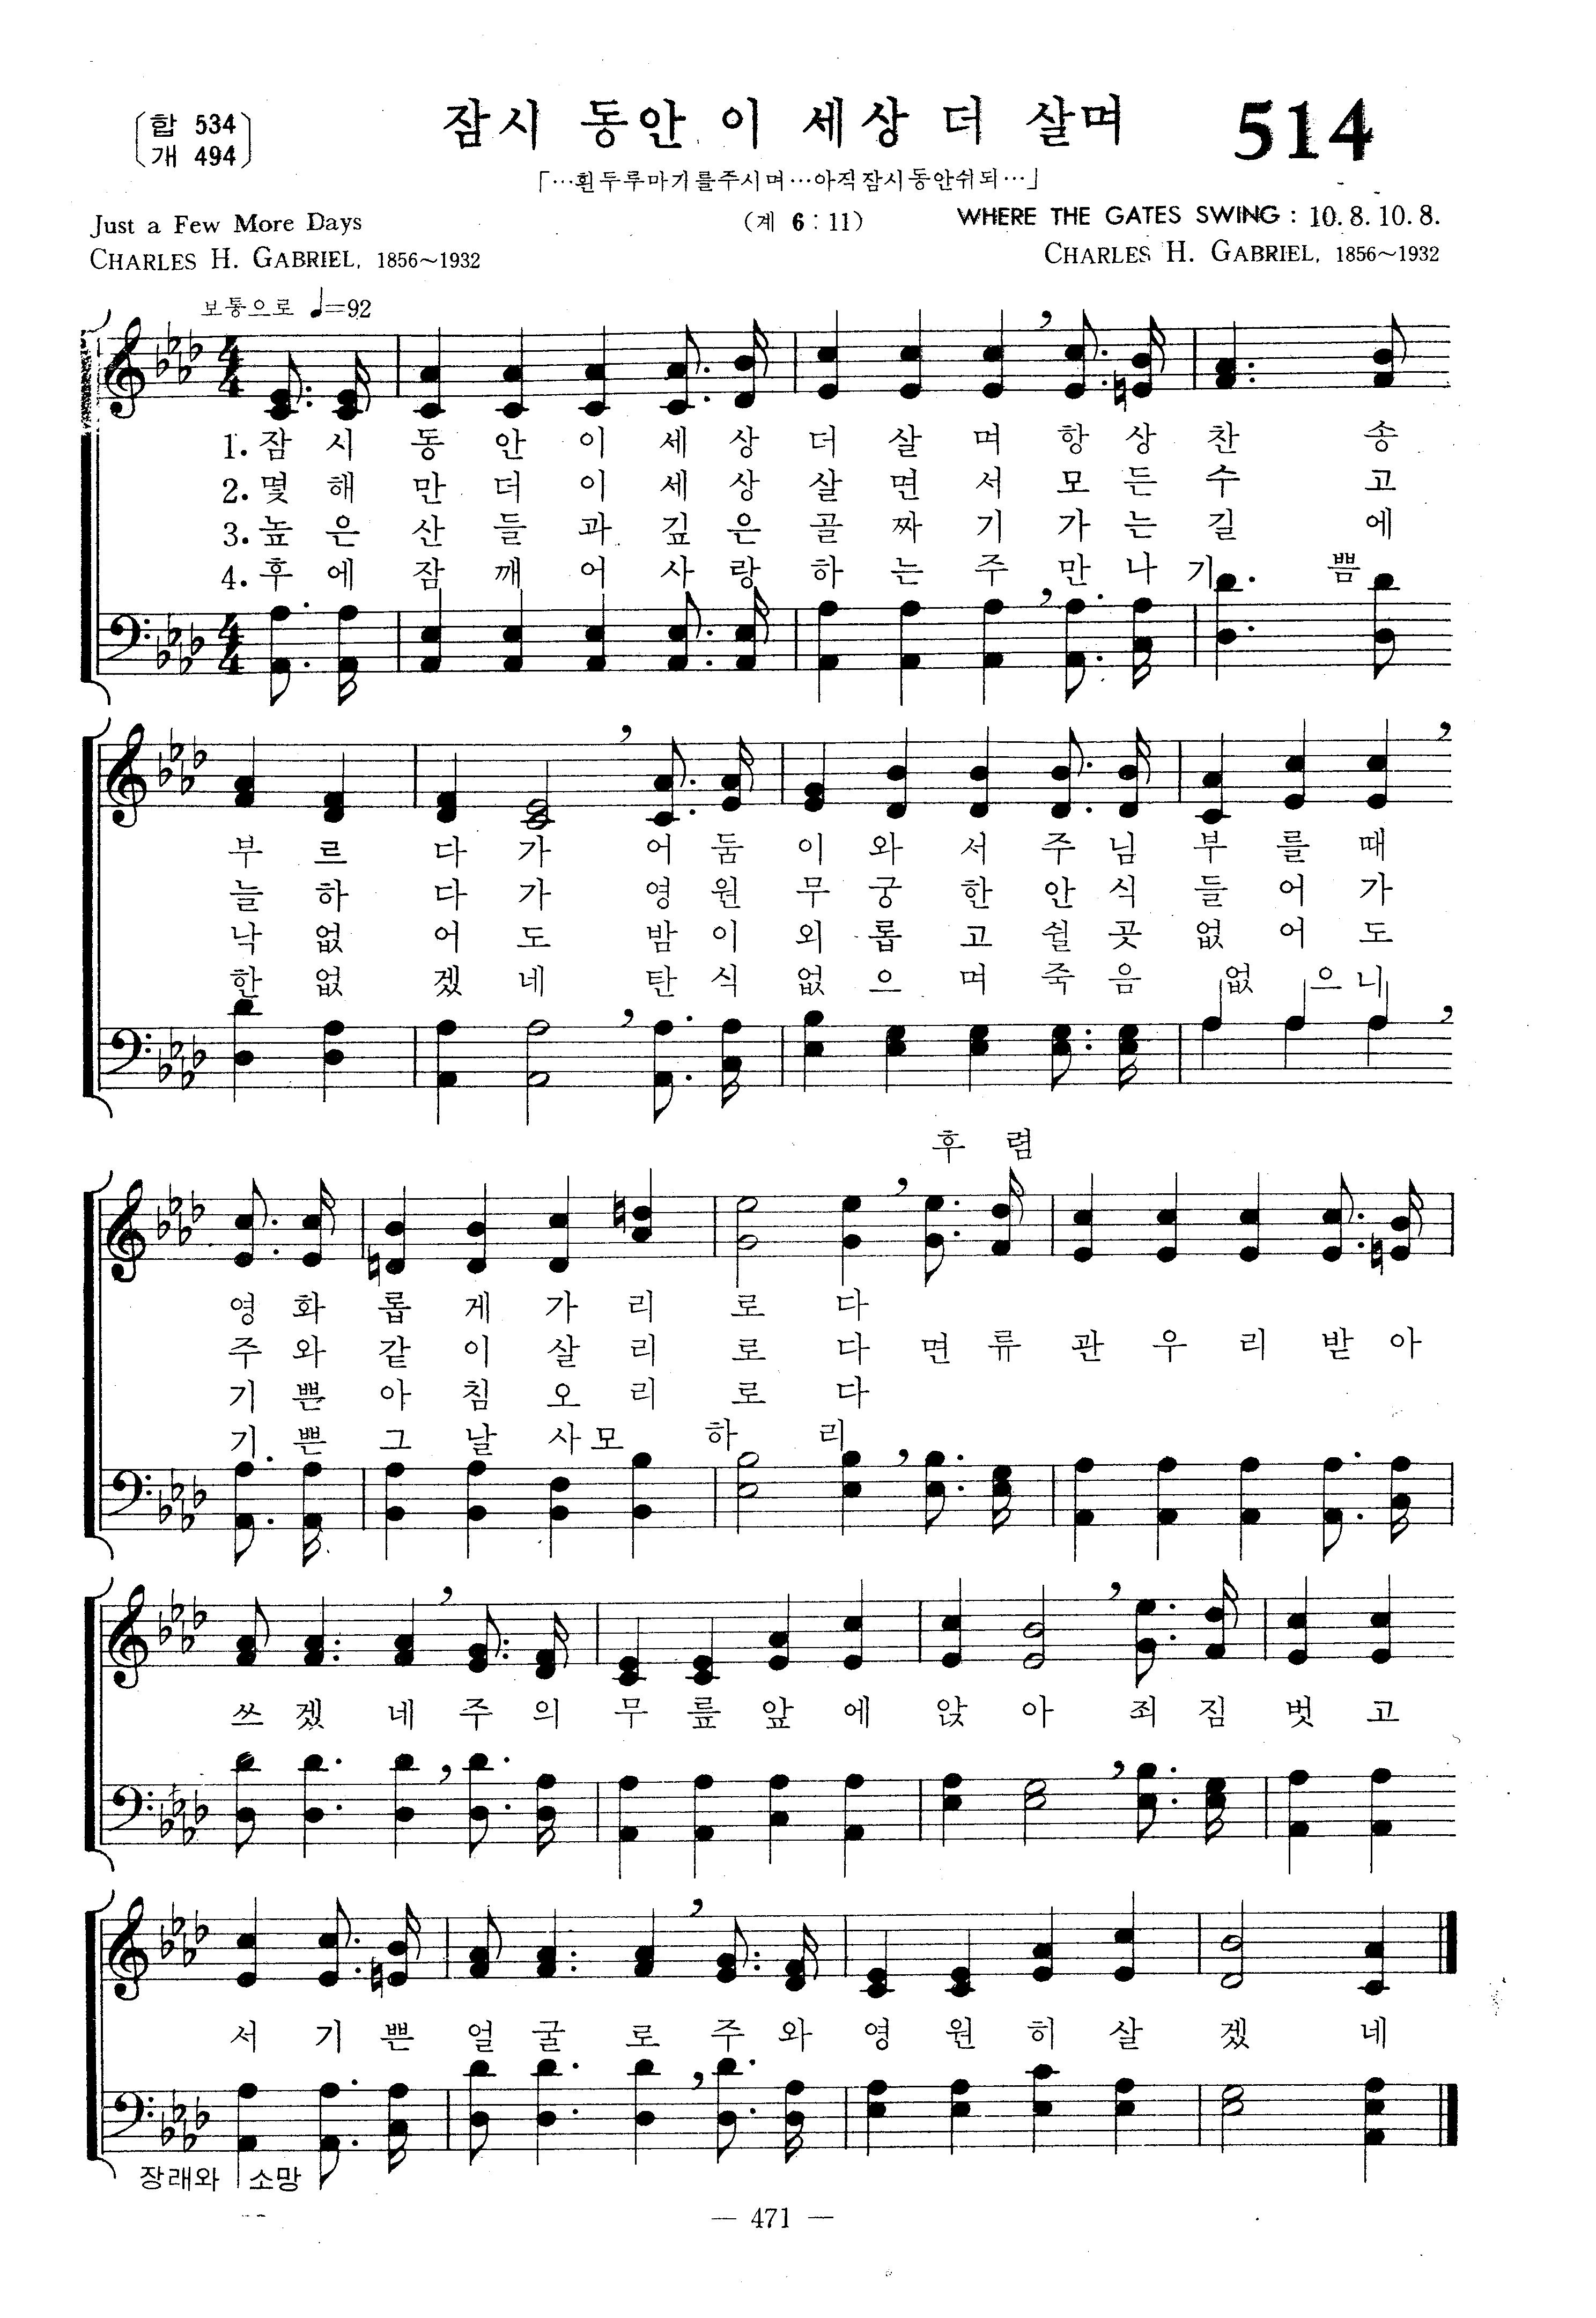 합 534
개 494
잠시 동안 이 세상 더 살며
514
「…흰두루마기를주시며…아직잠시동안쉬되…」
Just a Few More Days
(계 6 : 11)
WHERE THE GATES SWING : 10. 8. 10. 8.
CHARLES H. GABRIEL, 1856~1932
CHARLES H. GABRIEL, 1856~1932
보통으로 ♩=92
4 4
1. 잠 시 동 안 이 세 상 더 살 며 항 상 찬 송
2. 몇 해 만 더 이 세 상 살 면 서 모 든 수 고
3. 높 은 산 들 과 깊 은 골 짜 기 가 는 길 에
4. 후 에 잠 깨 어 사 랑 하 는 주 만 나 기 쁨
4 4
부 르 다 가 어 둠 이 와 서 주 님 부 를 때
늘 하 다 가 영 원 무 궁 한 안 식 들 어 가
낙 없 어 도 밤 이 외 롭 고 쉴 곳 없 어 도
한 없 겠 네 탄 식 없 으 며 죽 음 없 으 니
후 렴
영 화 롭 게 가 리 로 다
주 와 같 이 살 리 로 다 면 류 관 우 리 받 아
기 쁜 아 침 오 리 로 다
기 쁜 그 날 사 모 하 리
쓰 겠 네 주 의 무 릎 앞 에 앉 아 죄 짐 벗 고
서 기 쁜 얼 굴 로 주 와 영 원 히 살 겠 네
장래와 소망
— 471 —